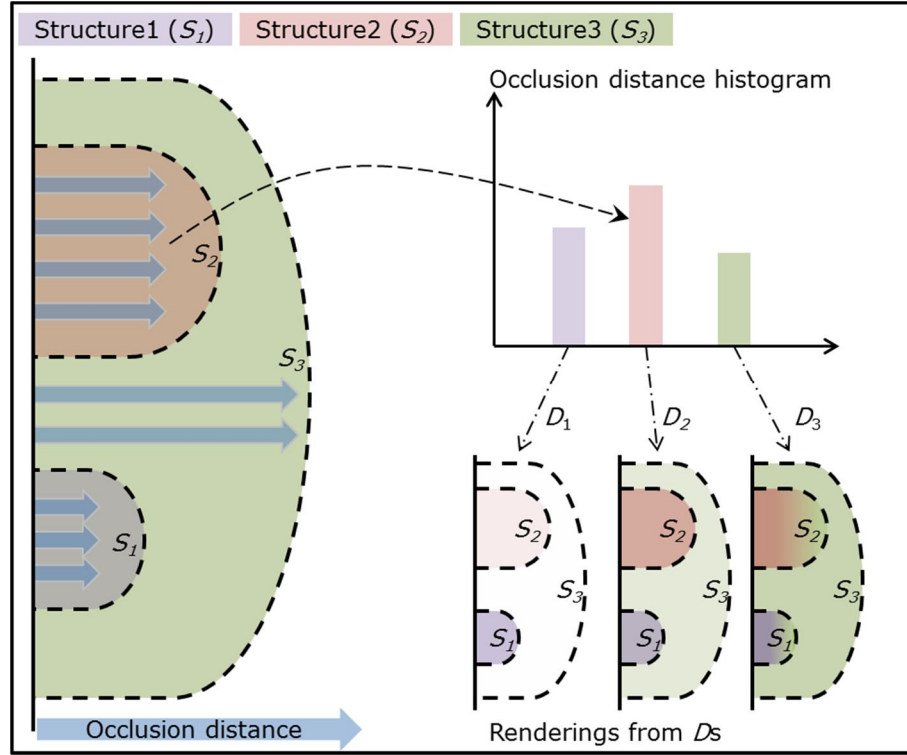 Structure1 (S1) Structure2 (S2) Structure3 (S3)
Occlusion distance histogram
S2
S3
S1
D1 D2 D3
S2 S2 S2
S3 S3 S3
S1 S1 S1
Occlusion distance
Renderings from Ds